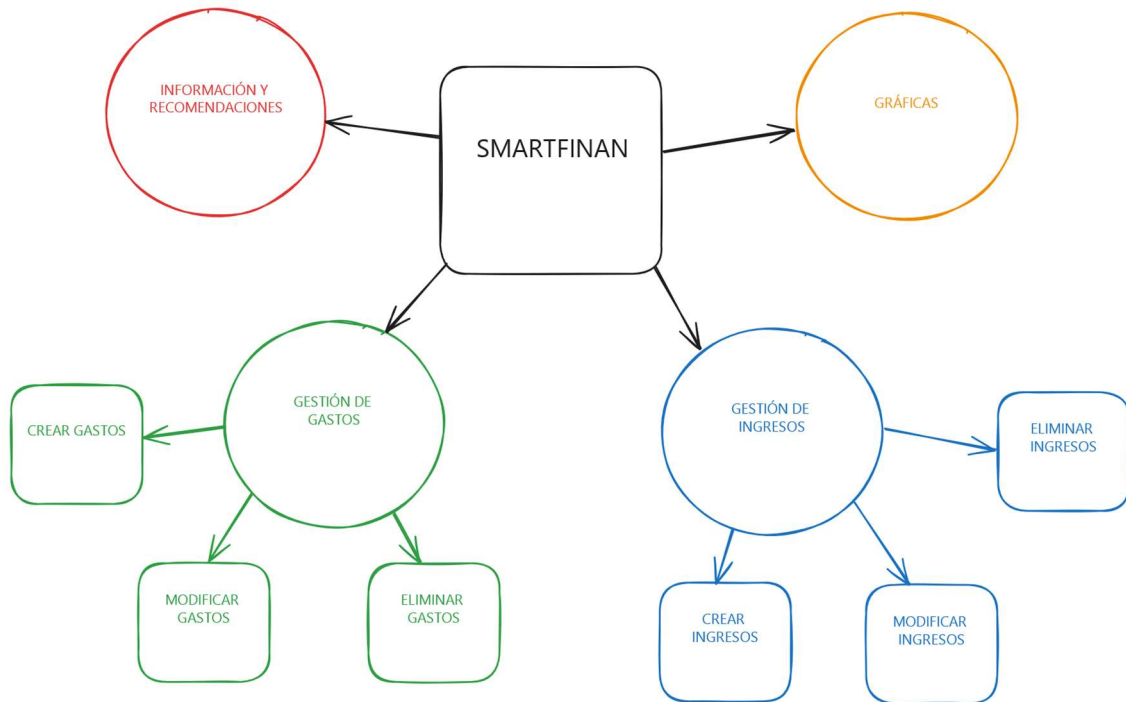 INFORMACIÓN Y
RECOMENDACIONES
SMARTFINAN
GRÁFICAS
GESTIÓN DE
GASTOS
GESTIÓN DE
INGRESOS
CREAR GASTOS
ELIMINAR
INGRESOS
MODIFICAR
GASTOS
ELIMINAR
GASTOS
CREAR
INGRESOS
MODIFICAR
INGRESOS